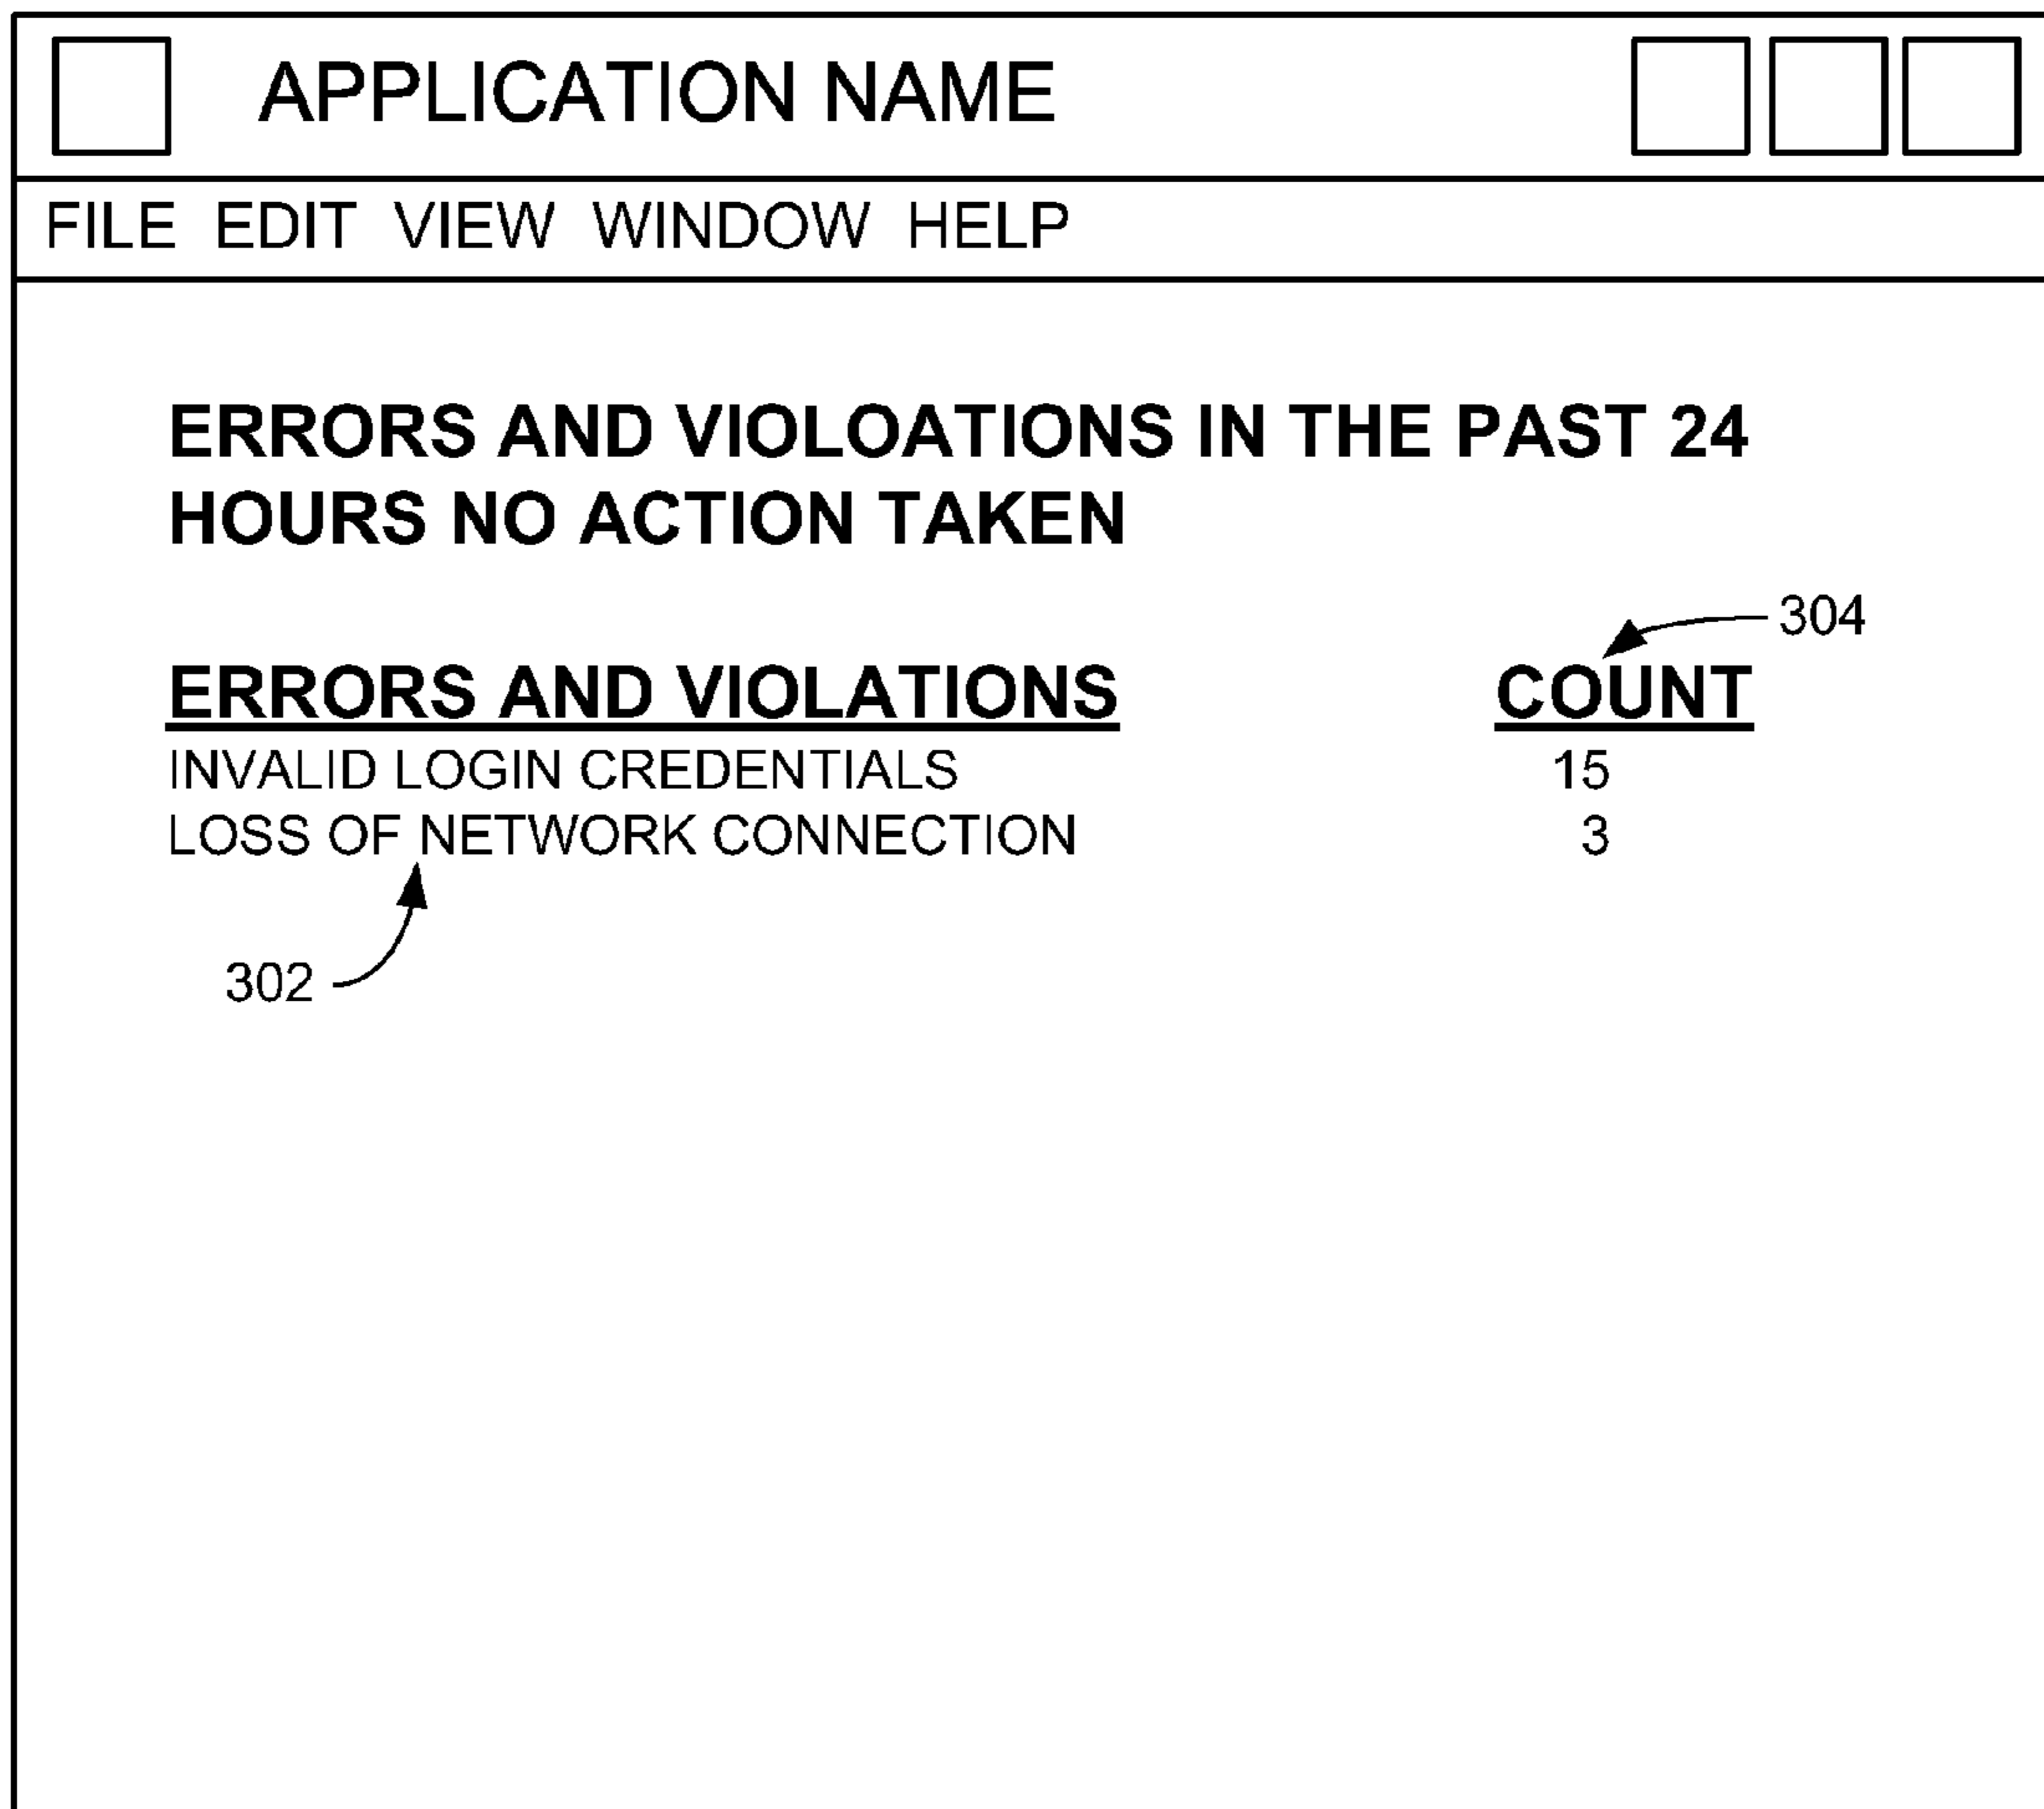 APPLICATION NAME
FILE EDIT VIEW WINDOW HELP
ERRORS AND VIOLOATIONS IN THE PAST 24
HOURS NO ACTION TAKEN
304
ERRORS AND VIOLATIONS COUNT
INVALID LOGIN CREDENTIALS 15
LOSS OF NETWORK CONNECTION 3
302